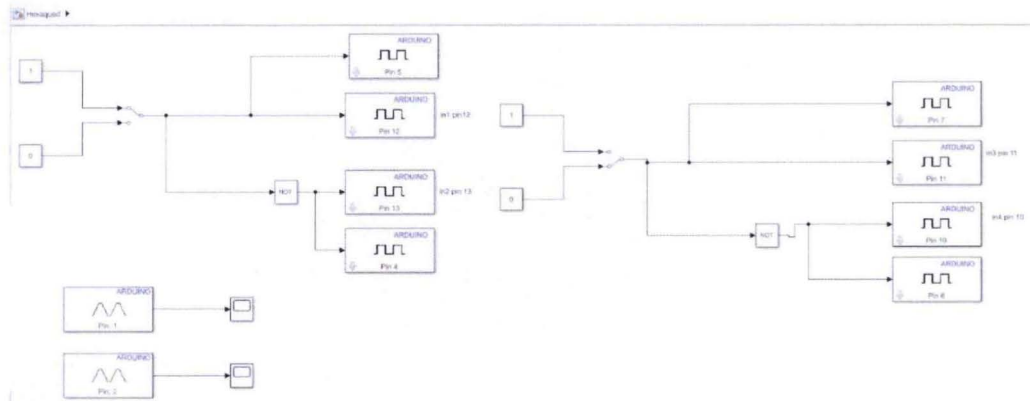 Hexaquad
1
0
ARDUINO
Pin 5
ARDUINO
Pin 12
in1 pin12
NOT
ARDUINO
Pin 13
in2 pin 13
ARDUINO
Pin 4
1
0
ARDUINO
Pin 7
ARDUINO
Pin 11
in3 pin 11
NOT
ARDUINO
Pin 10
in4 pin 10
ARDUINO
Pin 6
ARDUINO
Pin: 1
ARDUINO
Pin: 2